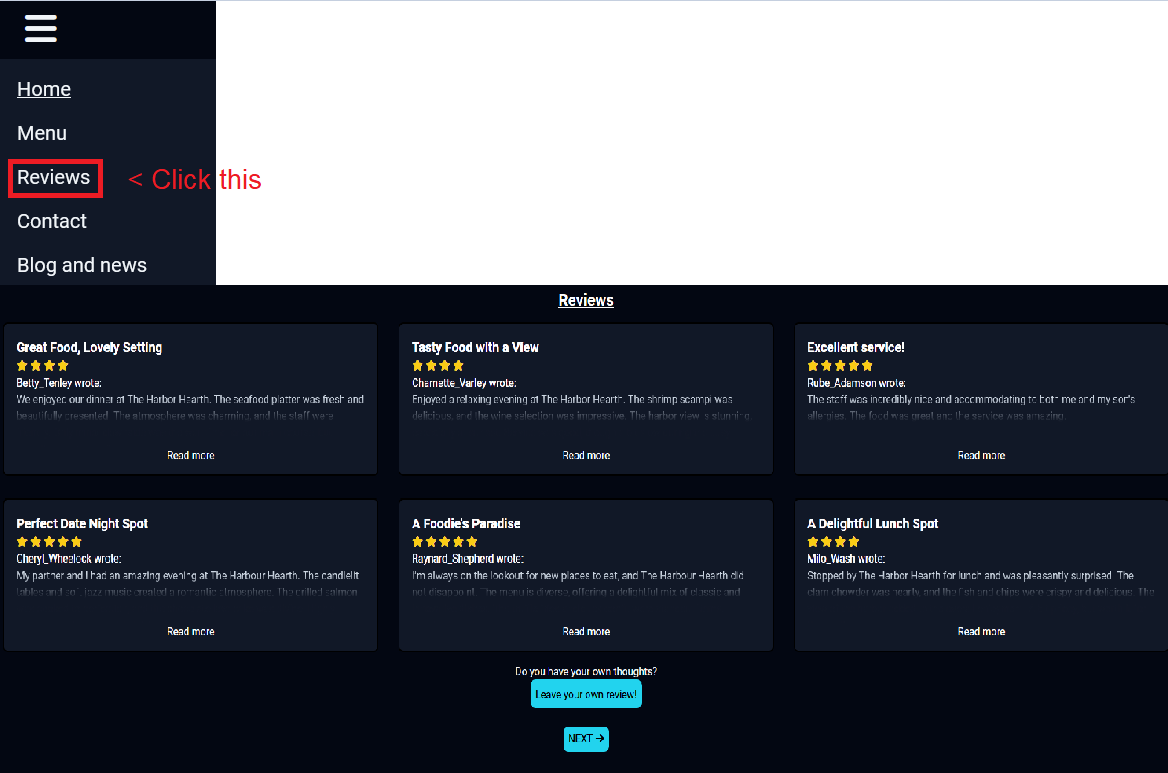 Home
Menu
Reviews
< Click this
Contact
Blog and news
Reviews
Great Food, Lovely Setting
Betty_Tenley wrote:
We enjoyed our dinner at The Harbor Hearth. The seafood platter was fresh and
beautifully presented. The atmosphere was charming, and the staff were
Read more
Tasty Food with a View
Charnette_Varley wrote:
Enjoyed a relaxing evening at The Harbor Hearth. The shrimp scampi was
delicious, and the wine selection was impressive. The harbor view is stunning,
Read more
Excellent service!
Rube_Adamson wrote:
The staff was incredibly nice and accommodating to both me and my son's
allergies. The food was great and the service was amazing.
Read more
Perfect Date Night Spot
Cheryl_Wheelock wrote:
My partner and I had an amazing evening at The Harbour Hearth. The candlelit
tables and soft jazz music created a romantic atmosphere. The grilled salmon
Read more
A Foodie's Paradise
Raynard_Shepherd wrote:
I'm always on the lookout for new places to eat, and The Harbour Hearth did
not disappoint. The menu is diverse, offering a delightful mix of classic and
Read more
A Delightful Lunch Spot
Milo_Wash wrote:
Stopped by The Harbor Hearth for lunch and was pleasantly surprised. The
clam chowder was hearty, and the fish and chips were crispy and delicious. The
Read more
Do you have your own thoughts?
Leave your own review!
NEXT →